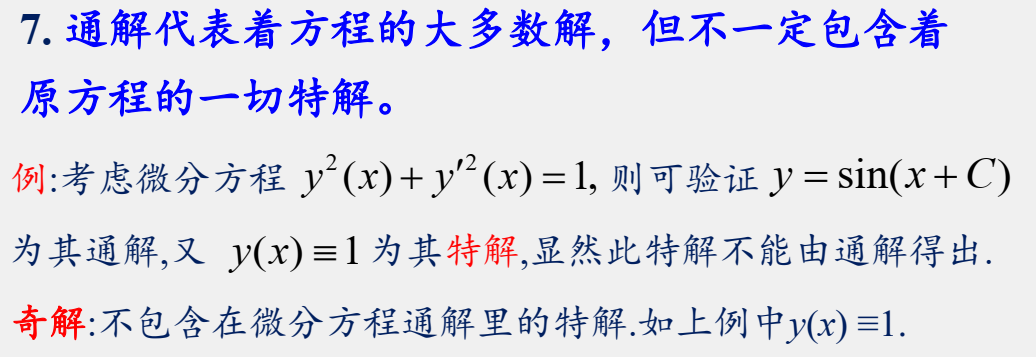 7. 通解代表着方程的大多数解，但不一定包含着
原方程的一切特解。
例:考虑微分方程 y²(x) + y′²(x) = 1, 则可验证 y = sin(x + C)
为其通解,又 y(x) ≡ 1 为其特解,显然此特解不能由通解得出.
奇解:不包含在微分方程通解里的特解.如上例中y(x) ≡1.